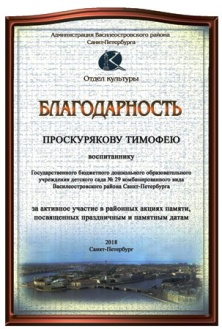 Администрация Василеостровского района
Санкт-Петербурга
Отдел культуры
БЛАГОДАРНОСТЬ
ПРОСКУРЯКОВУ ТИМОФЕЮ
воспитаннику
Государственного бюджетного дошкольного образовательного
учреждения детского сада № 29 комбинированного вида
Василеостровского района Санкт-Петербурга
за активное участие в районных акциях памяти,
посвященных праздничным и памятным датам
2018
Санкт-Петербург